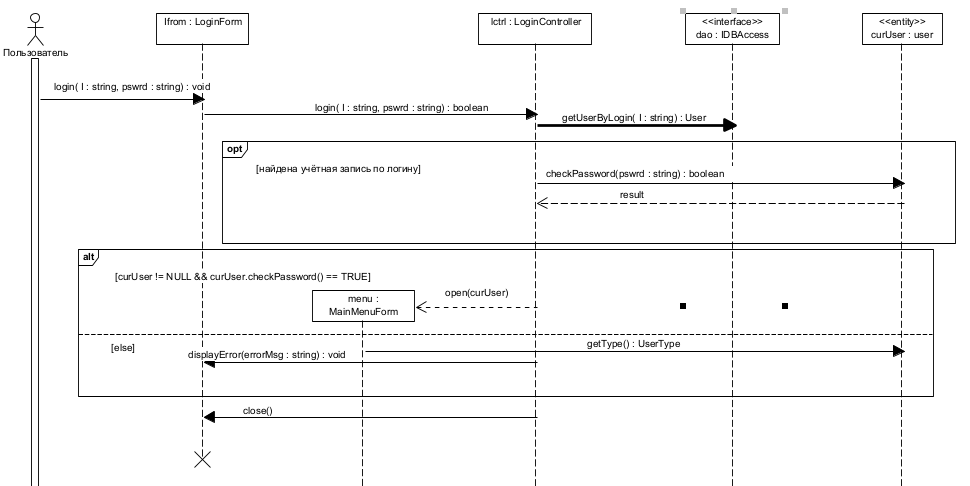 lfrom : LoginForm
lctrl : LoginController
<<interface>>
dao : IDBAccess
<<entity>>
curUser : user
Пользователь
login( l : string, pswrd : string) : void
login( l : string, pswrd : string) : boolean
getUserByLogin( l : string) : User
opt
[найдена учётная запись по логину]
checkPassword(pswrd : string) : boolean
result
alt
[curUser != NULL && curUser.checkPassword() == TRUE]
open(curUser)
menu :
MainMenuForm
[else]
getType() : UserType
displayError(errorMsg : string) : void
close()